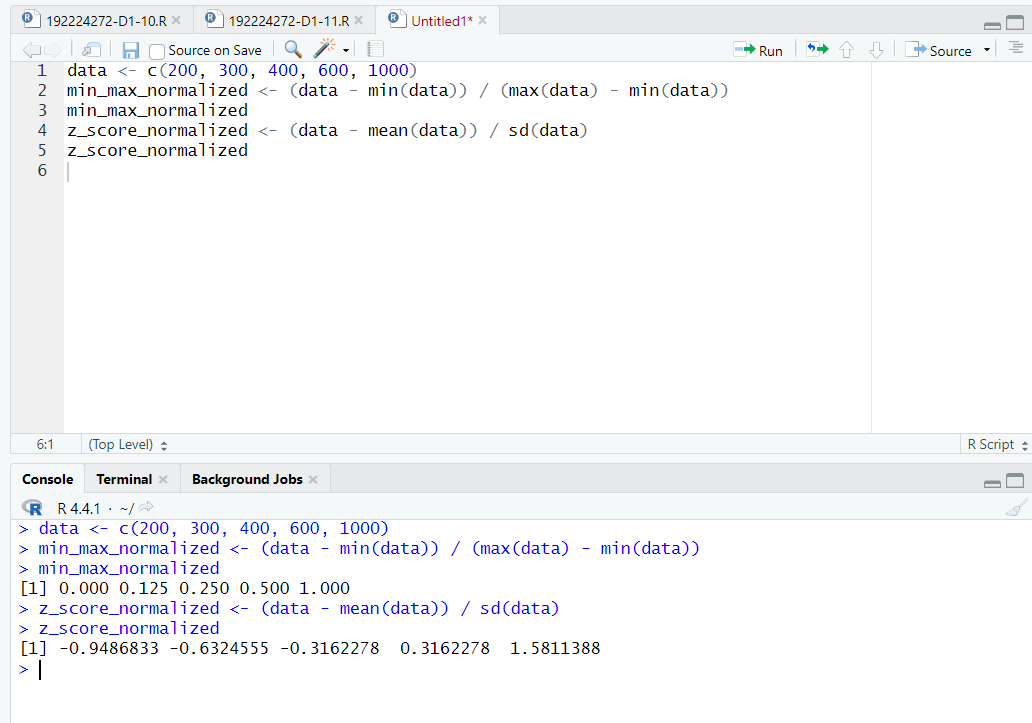 192224272-D1-10.R 192224272-D1-11.R Untitled1*
Source on Save Run Source
1 data <- c(200, 300, 400, 600, 1000)
2 min_max_normalized <- (data - min(data)) / (max(data) - min(data))
3 min_max_normalized
4 z_score_normalized <- (data - mean(data)) / sd(data)
5 z_score_normalized
6
6:1 (Top Level) R Script
Console Terminal Background Jobs
R R 4.4.1 · ~/
> data <- c(200, 300, 400, 600, 1000)
> min_max_normalized <- (data - min(data)) / (max(data) - min(data))
> min_max_normalized
[1] 0.000 0.125 0.250 0.500 1.000
> z_score_normalized <- (data - mean(data)) / sd(data)
> z_score_normalized
[1] -0.9486833 -0.6324555 -0.3162278  0.3162278  1.5811388
>